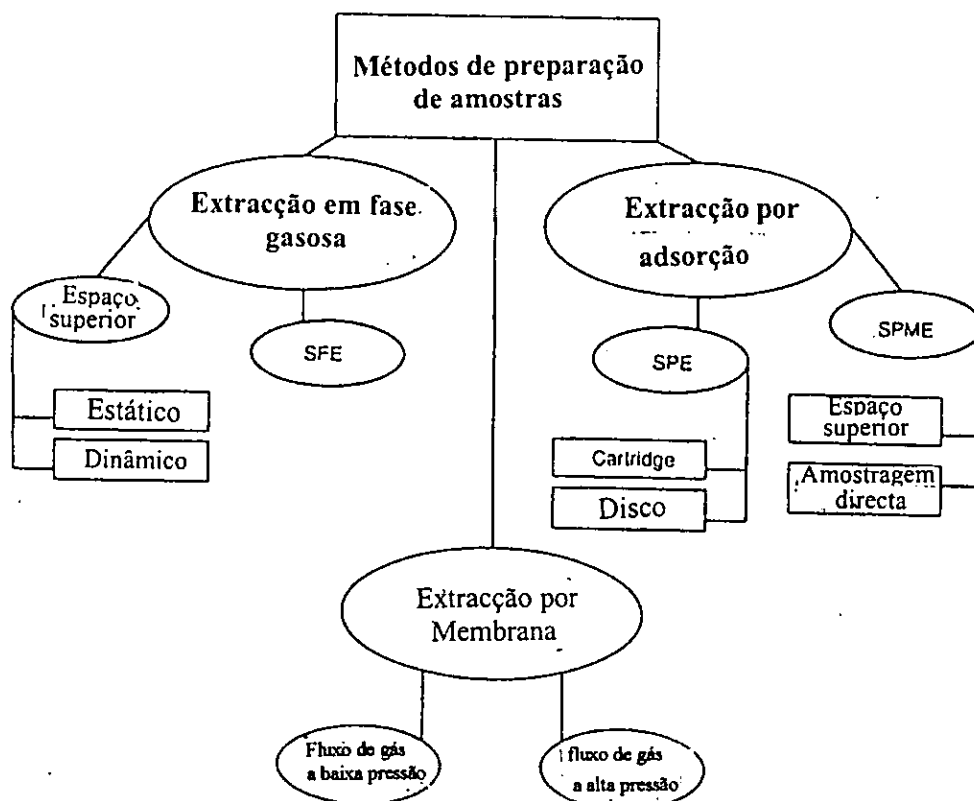 Métodos de preparação
de amostras
Extracção em fase
gasosa
Extracção por
adsorção
Espaço
superior
SFE
SPE
SPME
Estático
Dinâmico
Cartridge
Disco
Espaço
superior
Amostragem
directa
Extracção por
Membrana
Fluxo de gás
a baixa pressão
fluxo de gás
a alta pressão